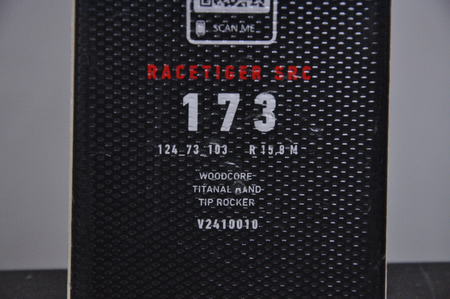 SCAN ME
RACETIGER SRC
173
124_73_103 R 15,8 M
WOODCORE
TITANAL BAND
TIP ROCKER
V2410010